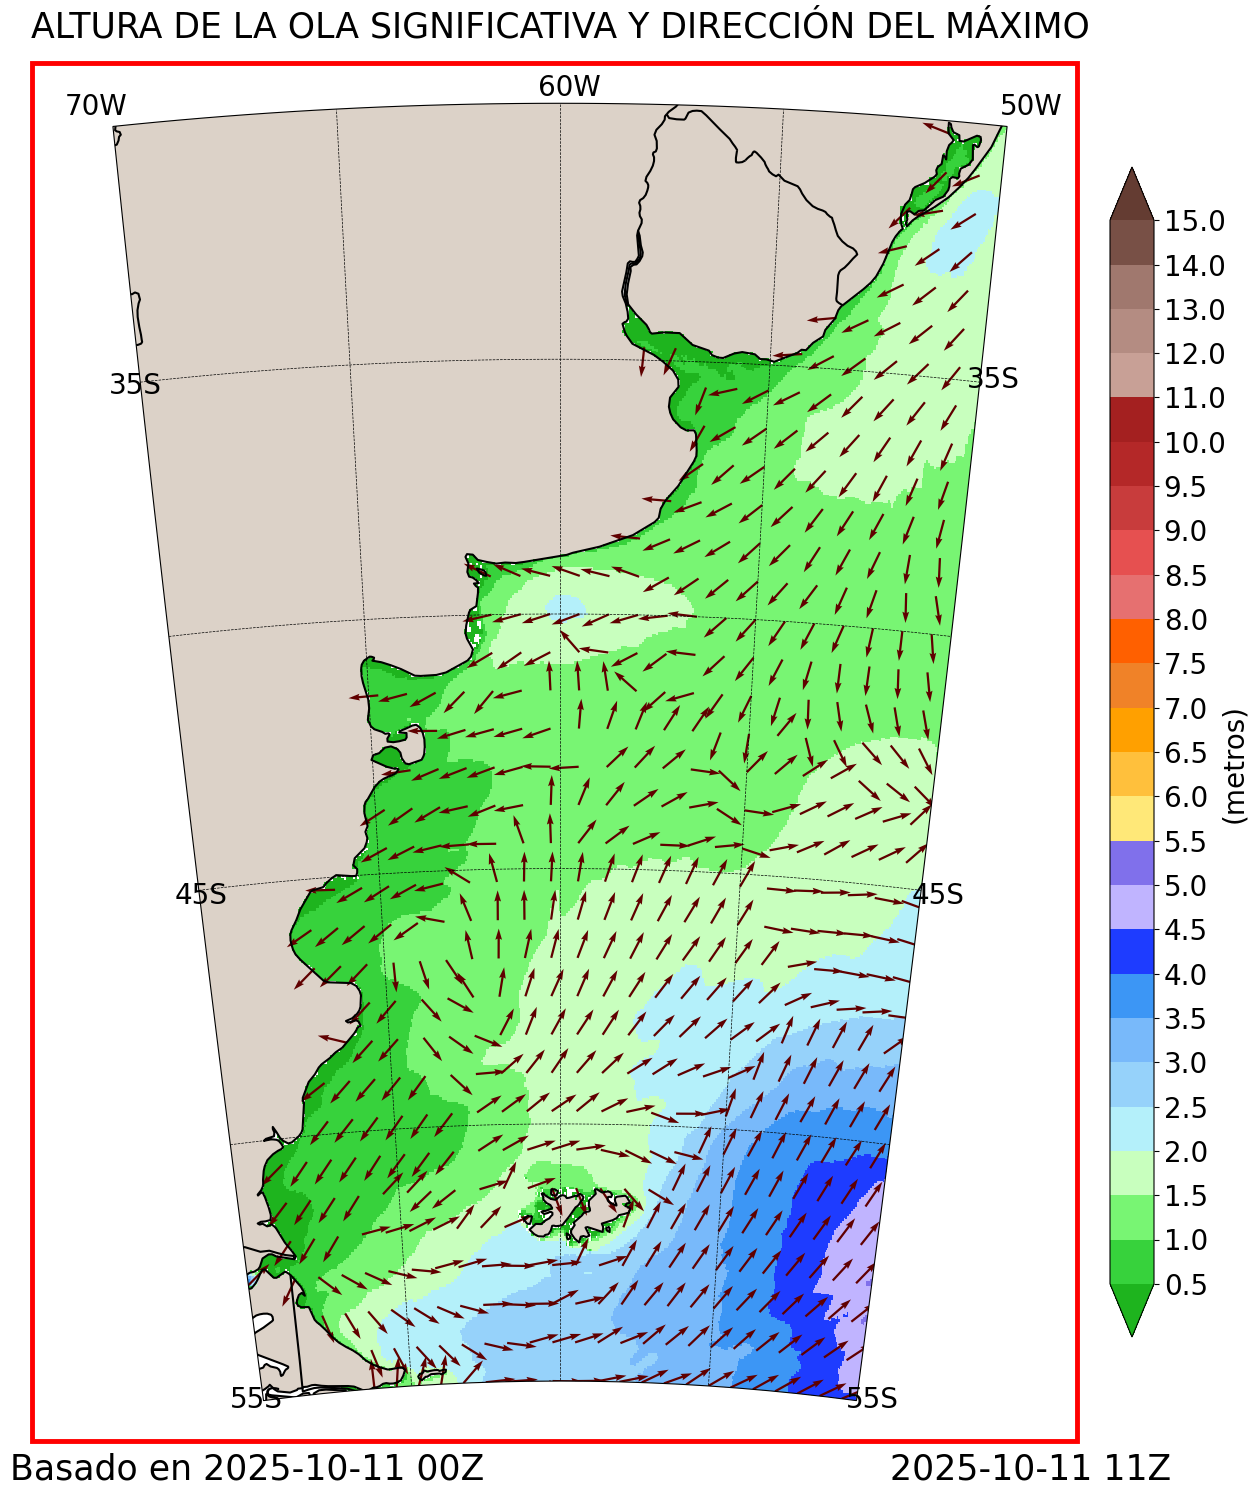 ALTURA DE LA OLA SIGNIFICATIVA Y DIRECCIÓN DEL MÁXIMO
70W
60W
50W
35S
35S
45S
45S
55S
55S
15.0
14.0
13.0
12.0
11.0
10.0
9.5
9.0
8.5
8.0
7.5
7.0
6.5
6.0
5.5
5.0
4.5
4.0
3.5
3.0
2.5
2.0
1.5
1.0
0.5
(metros)
Basado en 2025-10-11 00Z
2025-10-11 11Z